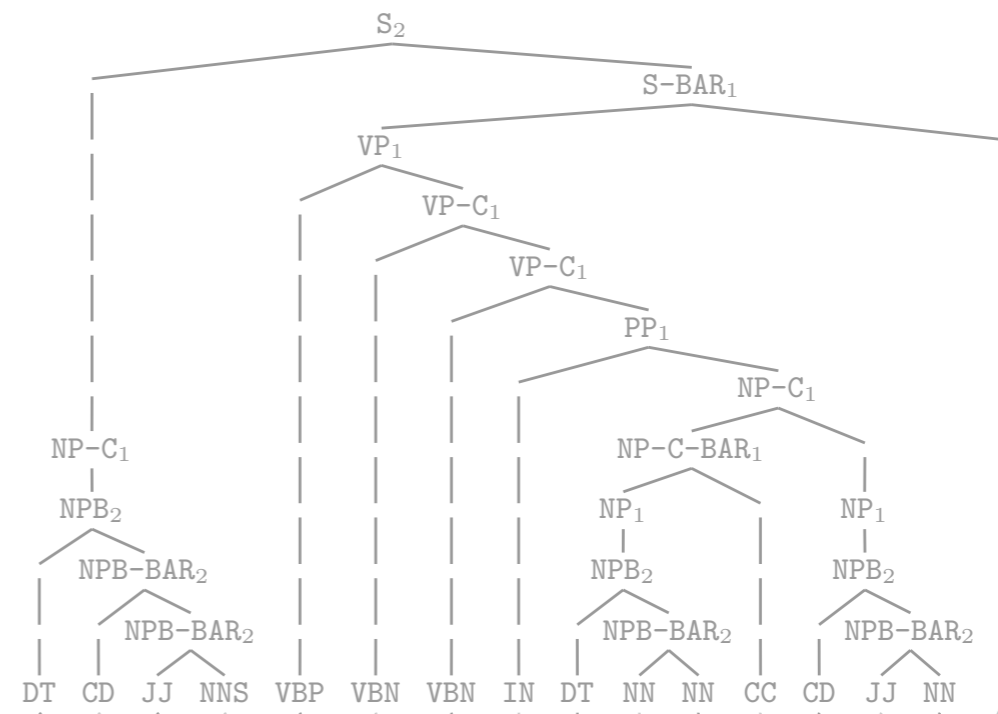 S₂
S-BAR₁
VP₁
VP-C₁
VP-C₁
PP₁
NP-C₁
NP-C₁ NP-C-BAR₁
NPB₂ NP₁ NP₁
NPB-BAR₂ NPB₂ NPB₂
NPB-BAR₂ NPB-BAR₂ NPB-BAR₂
DT CD JJ NNS VBP VBN VBN IN DT NN NN CC CD JJ NN